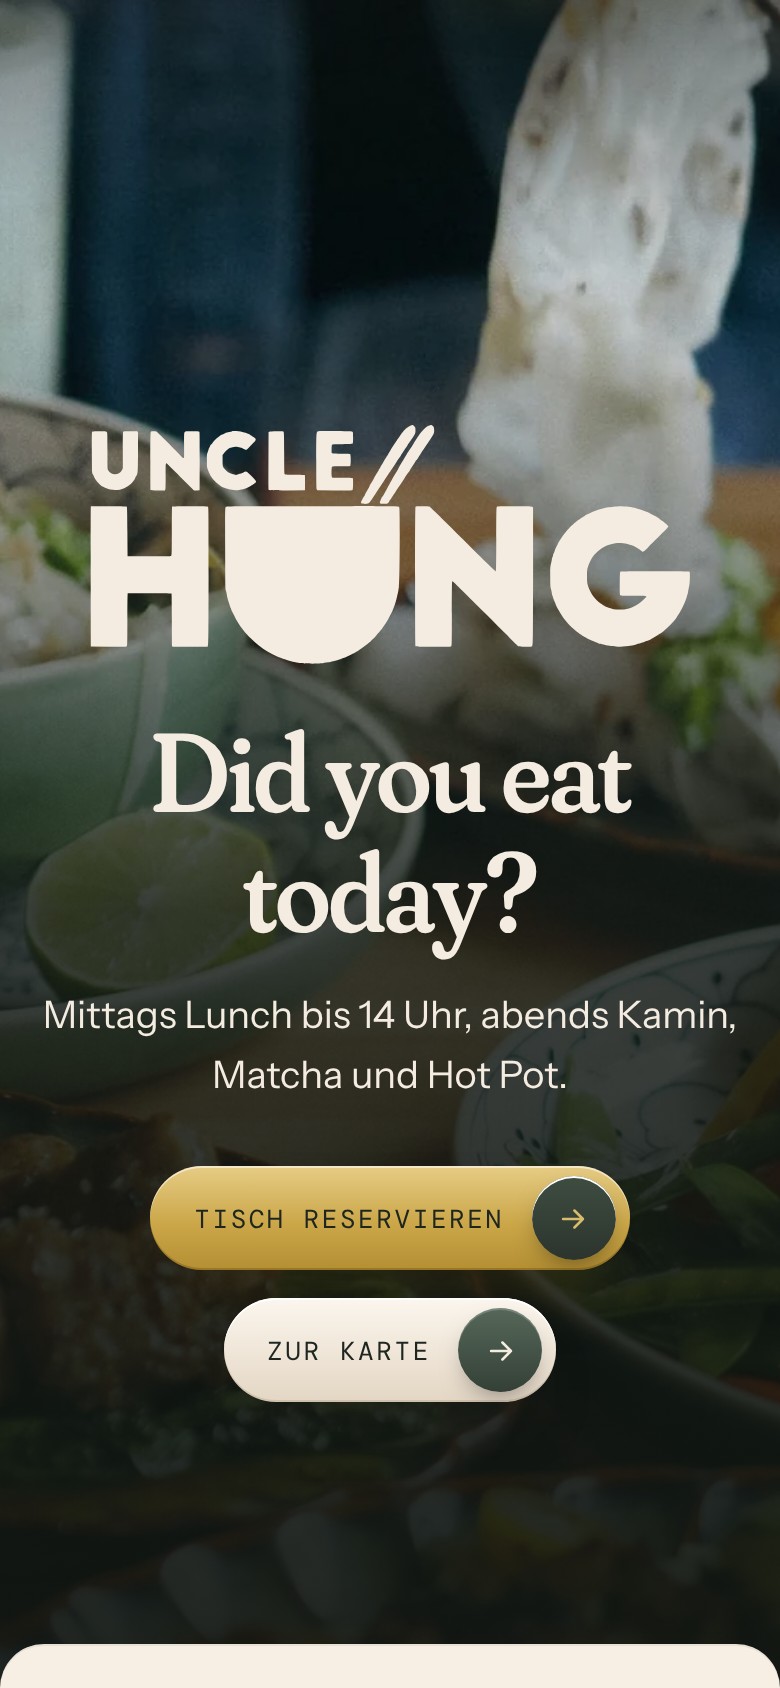 UNCLE
HUNG
Did you eat
today?
Mittags Lunch bis 14 Uhr, abends Kamin,
Matcha und Hot Pot.
TISCH RESERVIEREN
ZUR KARTE